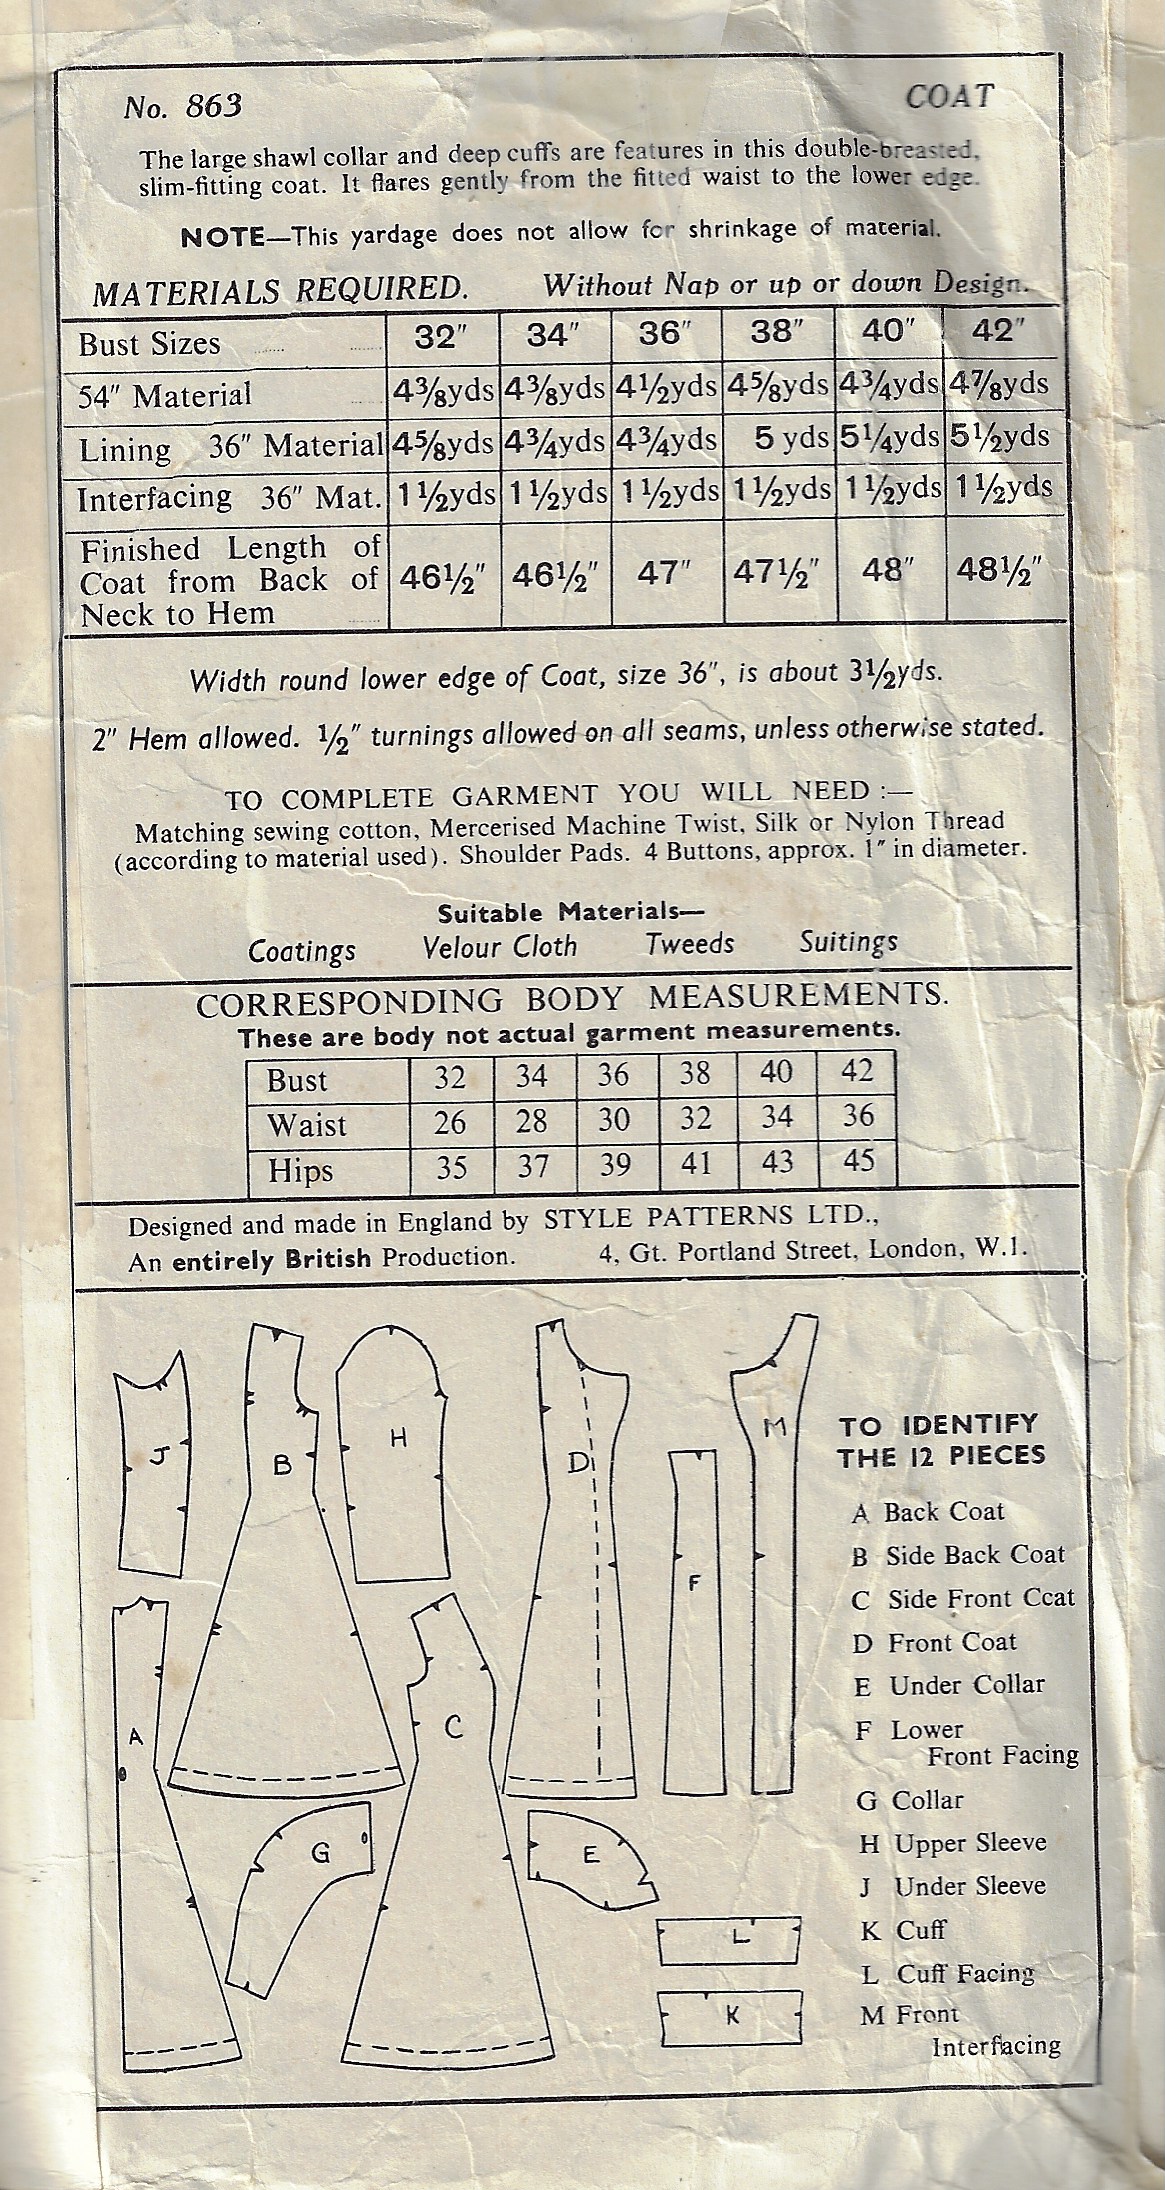 No. 863 COAT
The large shawl collar and deep cuffs are features in this double-breasted,
slim-fitting coat. It flares gently from the fitted waist to the lower edge.
NOTE—This yardage does not allow for shrinkage of material.
MATERIALS REQUIRED. Without Nap or up or down Design.
Bust Sizes 32″ 34″ 36″ 38″ 40″ 42″
54″ Material 4⅜yds 4⅜yds 4½yds 4⅝yds 4¾yds 4⅞yds
Lining 36″ Material 4⅝yds 4¾yds 4¾yds 5 yds 5¼yds 5½yds
Interfacing 36″ Mat. 1½yds 1½yds 1½yds 1½yds 1½yds 1½yds
Finished Length of
Coat from Back of 46½″ 46½″ 47″ 47½″ 48″ 48½″
Neck to Hem
Width round lower edge of Coat, size 36″, is about 3½yds.
2″ Hem allowed. ½″ turnings allowed on all seams, unless otherwise stated.
TO COMPLETE GARMENT YOU WILL NEED :—
Matching sewing cotton, Mercerised Machine Twist, Silk or Nylon Thread
(according to material used). Shoulder Pads. 4 Buttons, approx. 1″ in diameter.
Suitable Materials—
Coatings Velour Cloth Tweeds Suitings
CORRESPONDING BODY MEASUREMENTS.
These are body not actual garment measurements.
Bust 32 34 36 38 40 42
Waist 26 28 30 32 34 36
Hips 35 37 39 41 43 45
Designed and made in England by STYLE PATTERNS LTD.,
An entirely British Production. 4, Gt. Portland Street, London, W.1.
J
B
H
D
M
F
A
C
G
E
L
K
TO IDENTIFY
THE 12 PIECES
A Back Coat
B Side Back Coat
C Side Front Coat
D Front Coat
E Under Collar
F Lower
Front Facing
G Collar
H Upper Sleeve
J Under Sleeve
K Cuff
L Cuff Facing
M Front
Interfacing